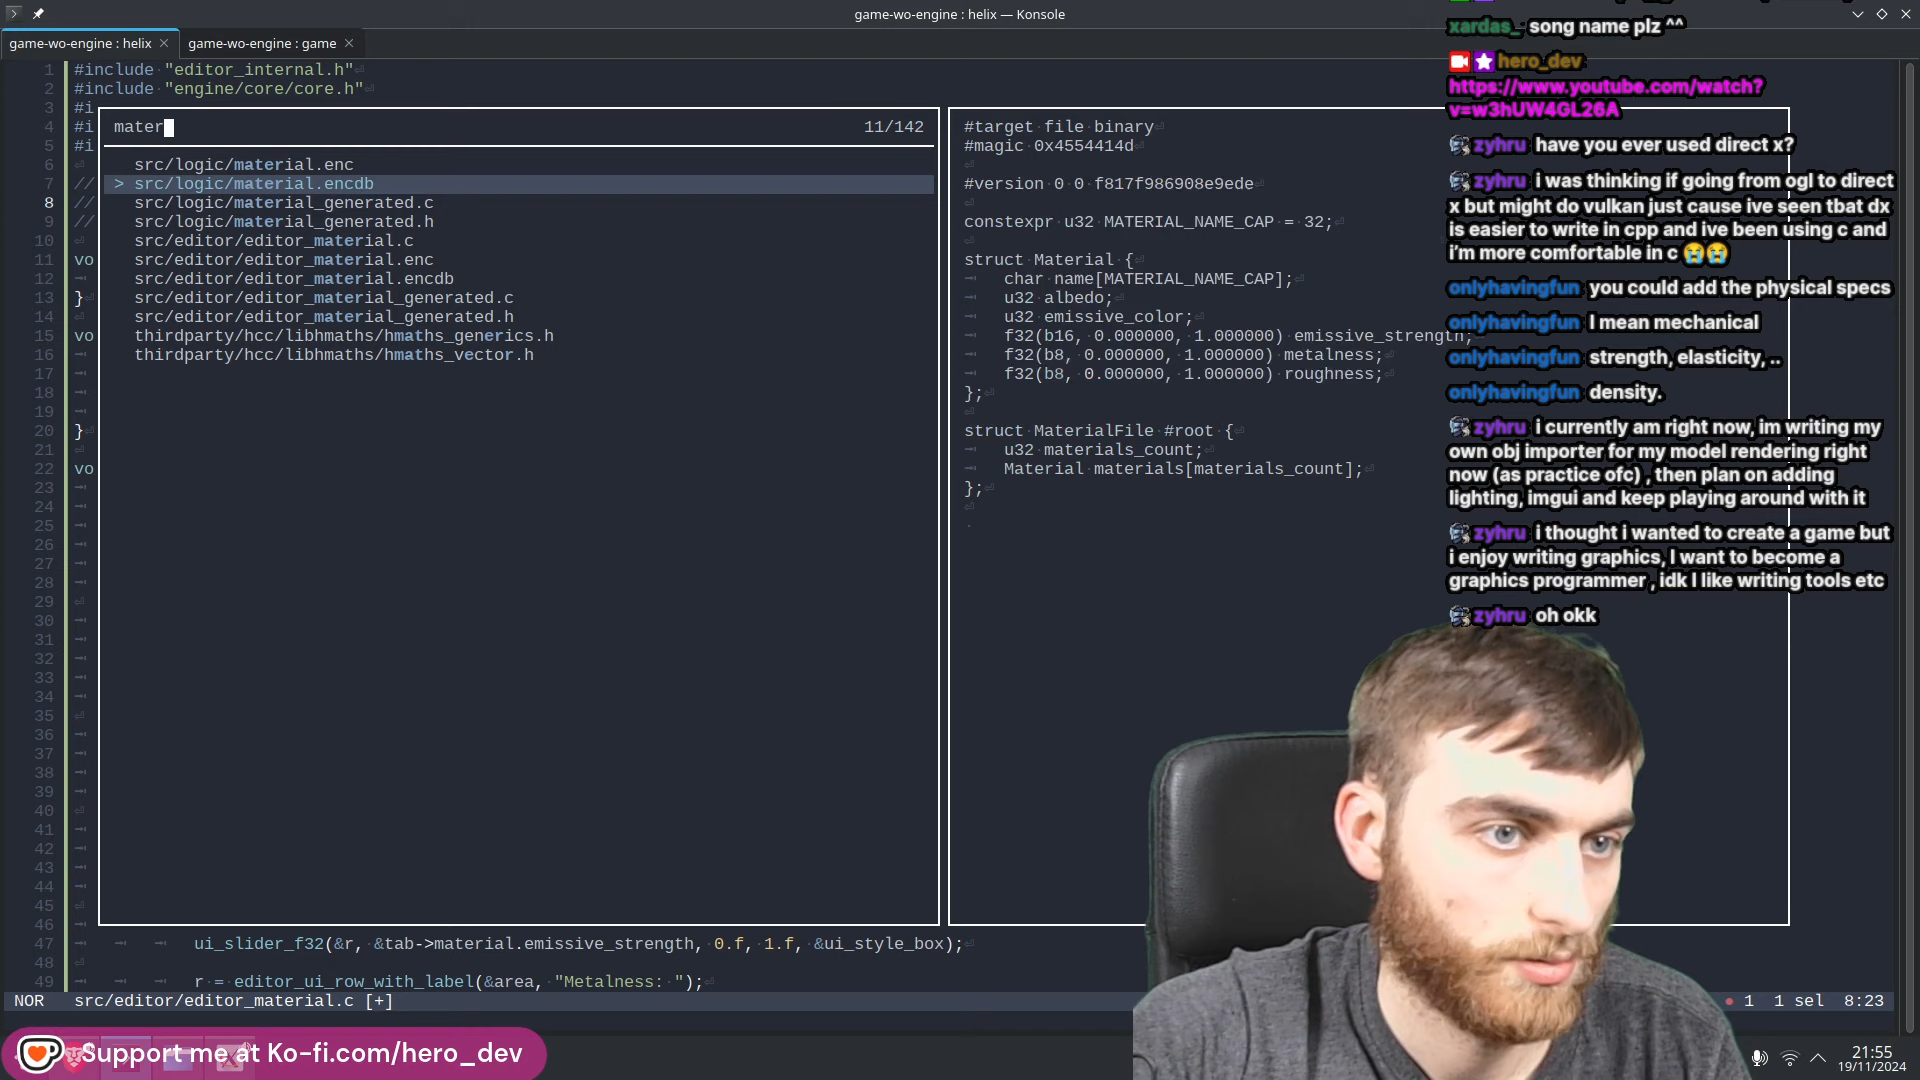 game-wo-engine : helix — Konsole
game-wo-engine : helix
game-wo-engine : game
1 #include "editor_internal.h"
2 #include "engine/core/core.h"
3 #i
4 #i
5 #i
6
7 //
8 //
9 //
10
11 vo
12
13 }
14
15 vo
16
17
18
19
20 }
21
22 vo
23
24
25
26
27
28
29
30
31
32
33
34
35
36
37
38
39
40
41
42
43
44
45
46
47 ui_slider_f32(&r, &tab->material.emissive_strength, 0.f, 1.f, &ui_style_box);
48
49 r = editor_ui_row_with_label(&area, "Metalness: ");
mater 11/142
src/logic/material.enc
> src/logic/material.encdb
src/logic/material_generated.c
src/logic/material_generated.h
src/editor/editor_material.c
src/editor/editor_material.enc
src/editor/editor_material.encdb
src/editor/editor_material_generated.c
src/editor/editor_material_generated.h
thirdparty/hcc/libhmaths/hmaths_generics.h
thirdparty/hcc/libhmaths/hmaths_vector.h
#target file binary
#magic 0x4554414d
#version 0 0 f817f986908e9ede
constexpr u32 MATERIAL_NAME_CAP = 32;
struct Material {
char name[MATERIAL_NAME_CAP];
u32 albedo;
u32 emissive_color;
f32(b16, 0.000000, 1.000000) emissive_strength;
f32(b8, 0.000000, 1.000000) metalness;
f32(b8, 0.000000, 1.000000) roughness;
};
struct MaterialFile #root {
u32 materials_count;
Material materials[materials_count];
};
NOR src/editor/editor_material.c [+]
1 1 sel 8:23
xardas_ song name plz ^^
hero_dev
https://www.youtube.com/watch?
v=w3hUW4GL26A
zyhru have you ever used direct x?
zyhru i was thinking if going from ogl to direct
x but might do vulkan just cause ive seen tbat dx
is easier to write in cpp and ive been using c and
i'm more comfortable in c 😭😭
onlyhavingfun you could add the physical specs
onlyhavingfun I mean mechanical
onlyhavingfun strength, elasticity, ..
onlyhavingfun density.
zyhru i currently am right now, im writing my
own obj importer for my model rendering right
now (as practice ofc) , then plan on adding
lighting, imgui and keep playing around with it
zyhru i thought i wanted to create a game but
i enjoy writing graphics, I want to become a
graphics programmer , idk I like writing tools etc
zyhru oh okk
Support me at Ko-fi.com/hero_dev
21:55
19/11/2024